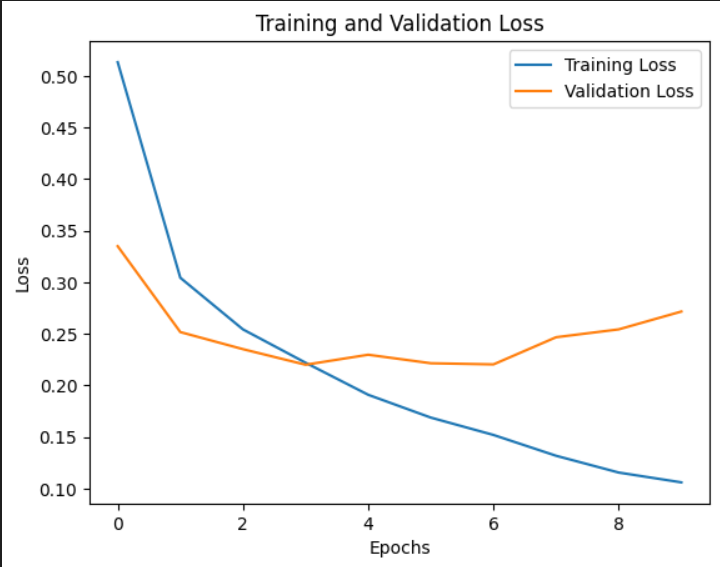 Training and Validation Loss
Training Loss
Validation Loss
0.50
0.45
0.40
0.35
0.30
0.25
0.20
0.15
0.10
Loss
0 2 4 6 8
Epochs